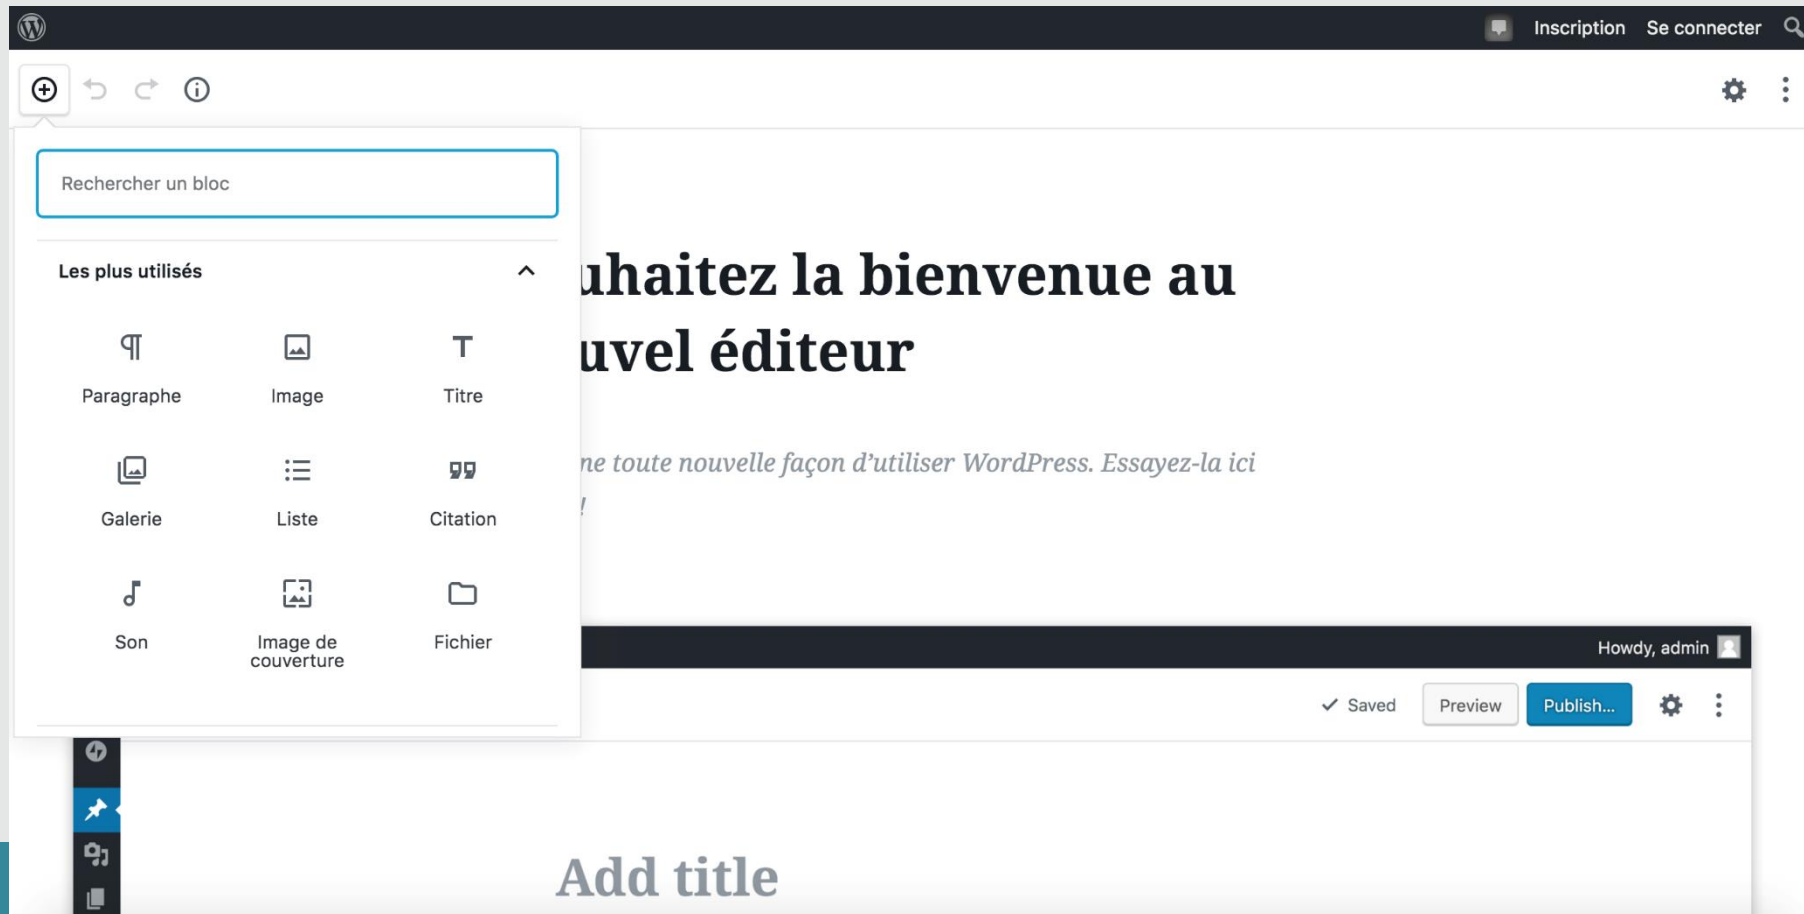 Inscription Se connecter
Rechercher un bloc
Les plus utilisés
Paragraphe Image Titre
Galerie Liste Citation
Son Image de couverture Fichier
uhaitez la bienvenue au
uvel éditeur
ne toute nouvelle façon d’utiliser WordPress. Essayez-la ici
!
Howdy, admin
Saved Preview Publish...
Add title